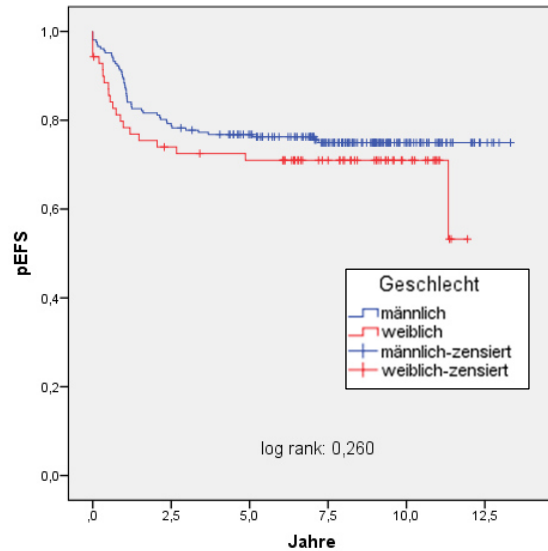 1,0
0,8
0,6
0,4
0,2
0,0
pEFS
Geschlecht
männlich
weiblich
männlich-zensiert
weiblich-zensiert
log rank: 0,260
,0 2,5 5,0 7,5 10,0 12,5
Jahre